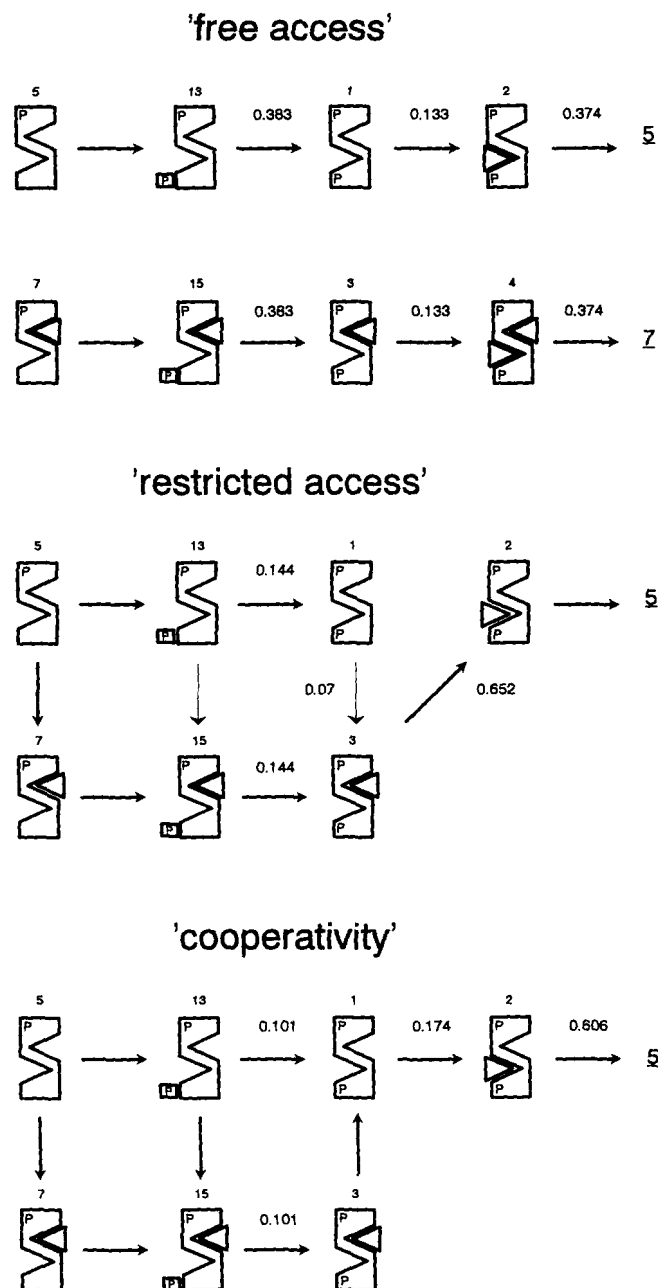 'free access'
5 13 0.383 1 0.133 2 0.374 5
P P P P
P P P
7 15 0.383 3 0.133 4 0.374 7
P P P P
P P P
'restricted access'
5 13 0.144 1 2 5
P P P P
P P P
0.07 0.652
7 15 0.144 3
P P P
P P
'cooperativity'
5 13 0.101 1 0.174 2 0.606 5
P P P P
P P P
7 15 0.101 3
P P P
P P